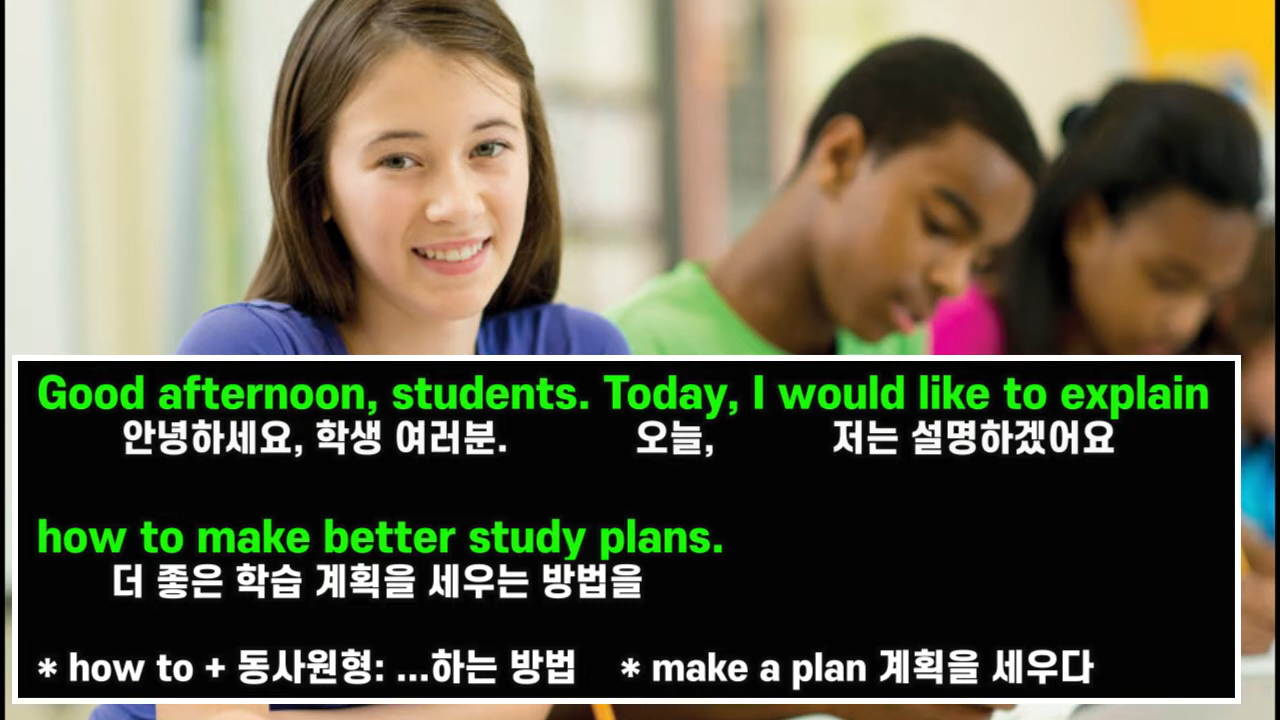 Good afternoon, students. Today, I would like to explain
안녕하세요, 학생 여러분. 오늘, 저는 설명하겠어요
how to make better study plans.
더 좋은 학습 계획을 세우는 방법을
* how to + 동사원형: ...하는 방법 * make a plan 계획을 세우다